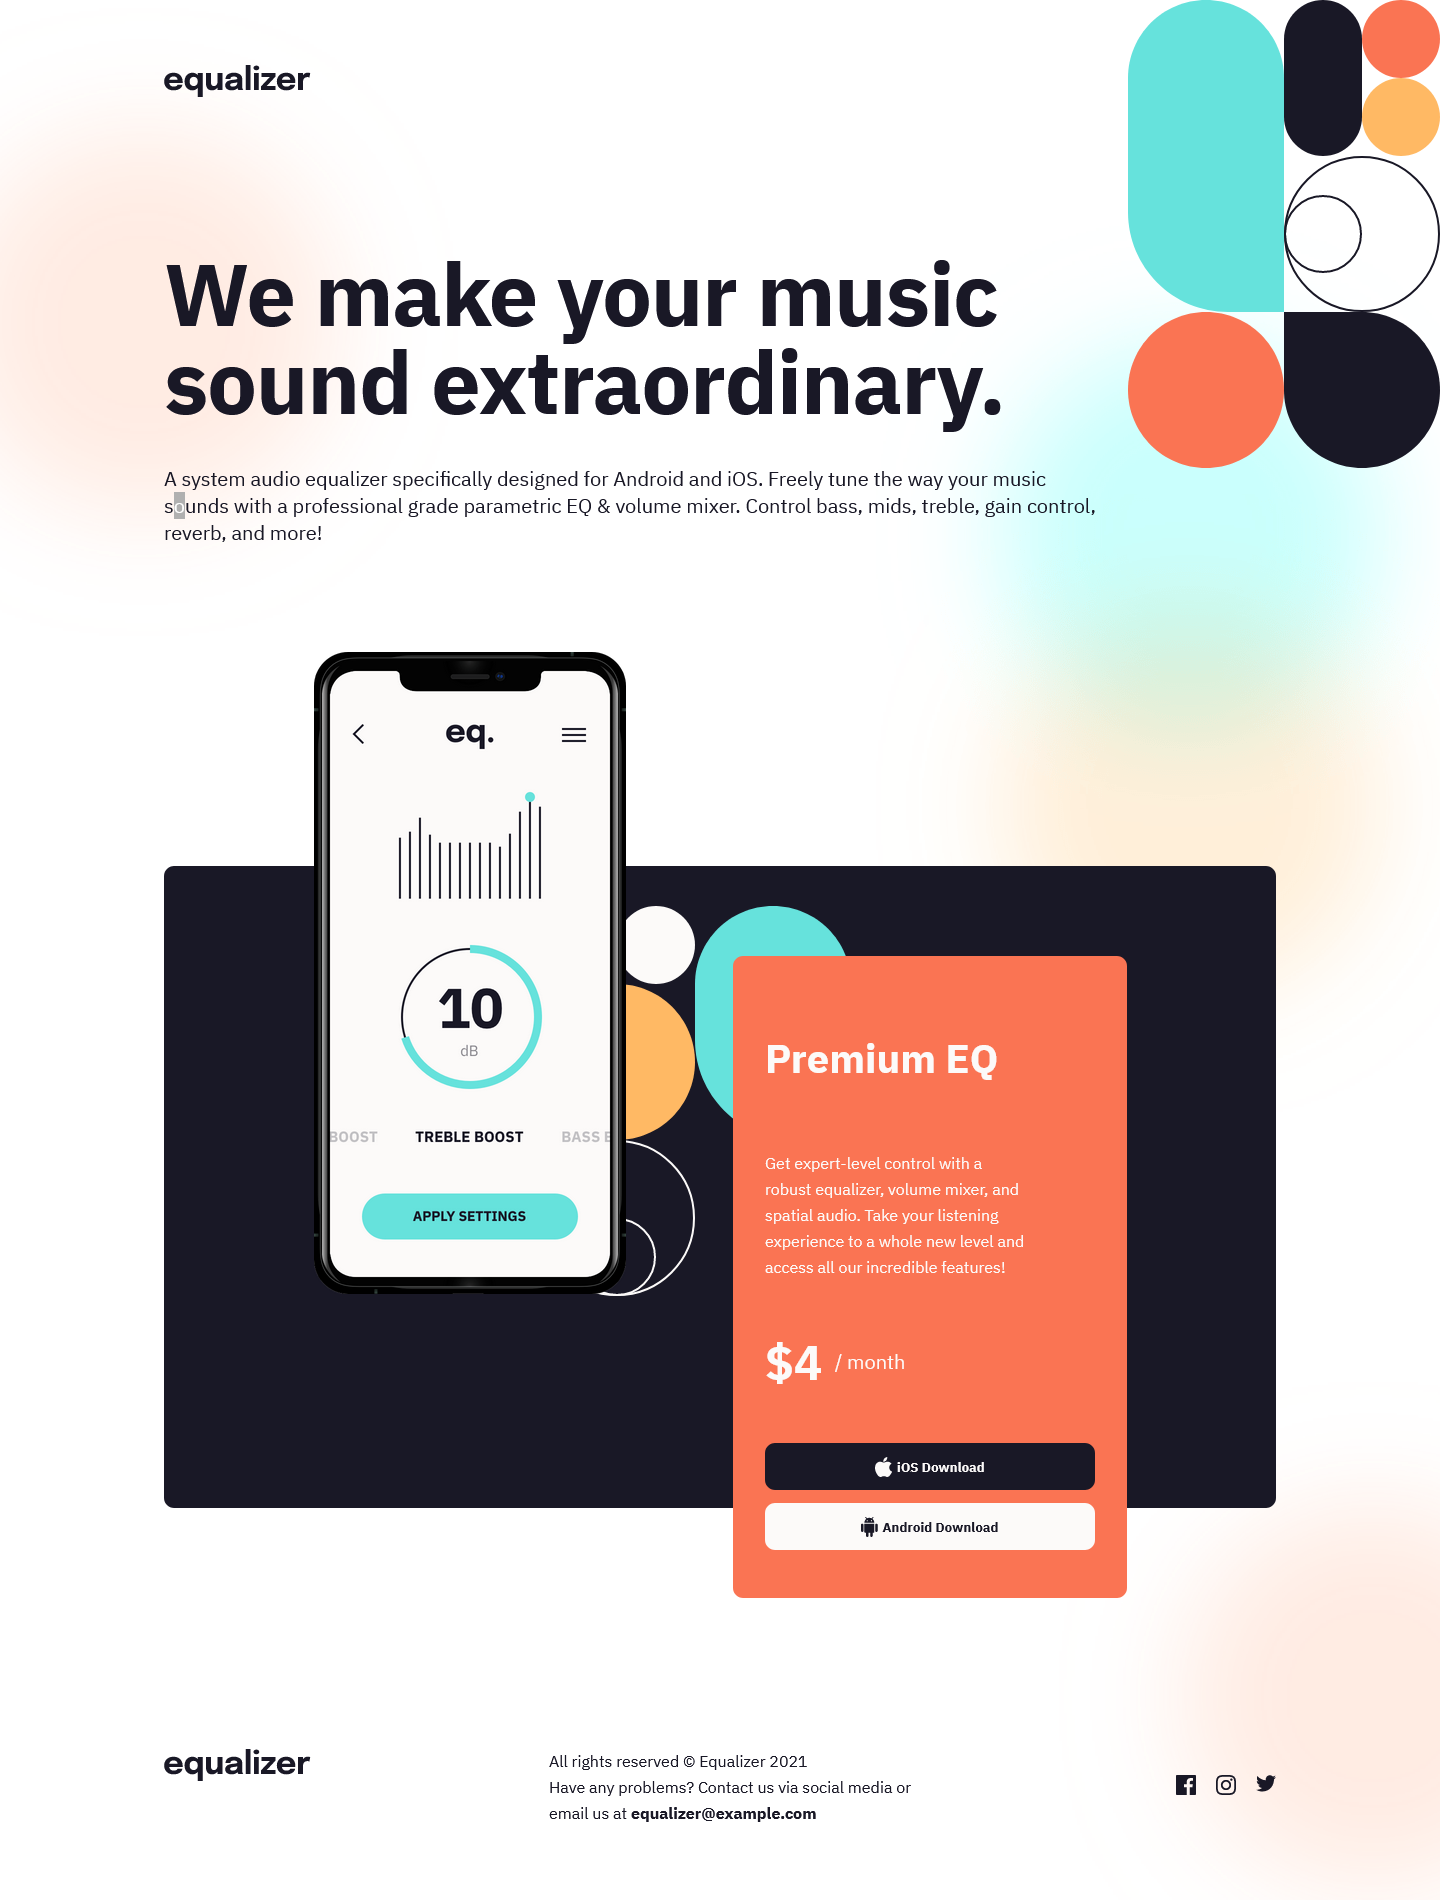 equalizer
We make your music
sound extraordinary.
A system audio equalizer specifically designed for Android and iOS. Freely tune the way your music
sounds with a professional grade parametric EQ & volume mixer. Control bass, mids, treble, gain control,
reverb, and more!
eq.
10
dB
BOOST TREBLE BOOST BASS B
APPLY SETTINGS
Premium EQ
Get expert-level control with a
robust equalizer, volume mixer, and
spatial audio. Take your listening
experience to a whole new level and
access all our incredible features!
$4 / month
iOS Download
Android Download
equalizer
All rights reserved © Equalizer 2021
Have any problems? Contact us via social media or
email us at equalizer@example.com